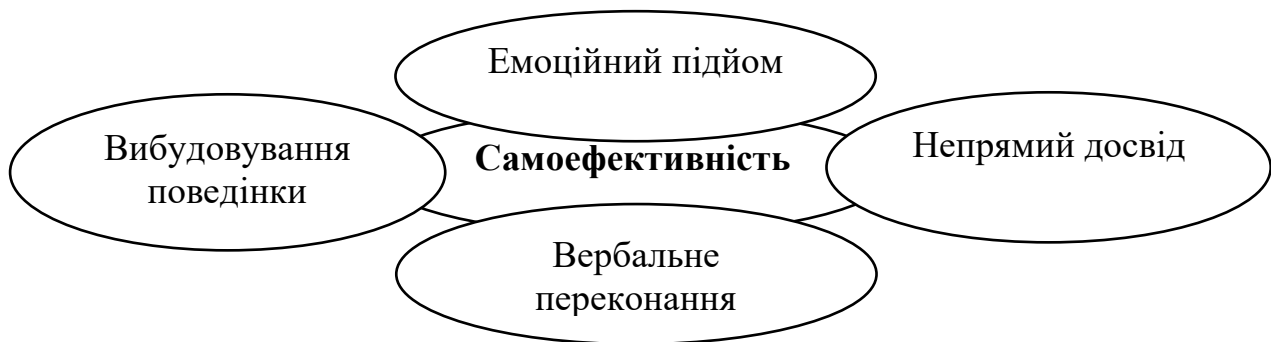 Емоційний підйом
Вибудовування
поведінки
Самоефективність
Непрямий досвід
Вербальне
переконання